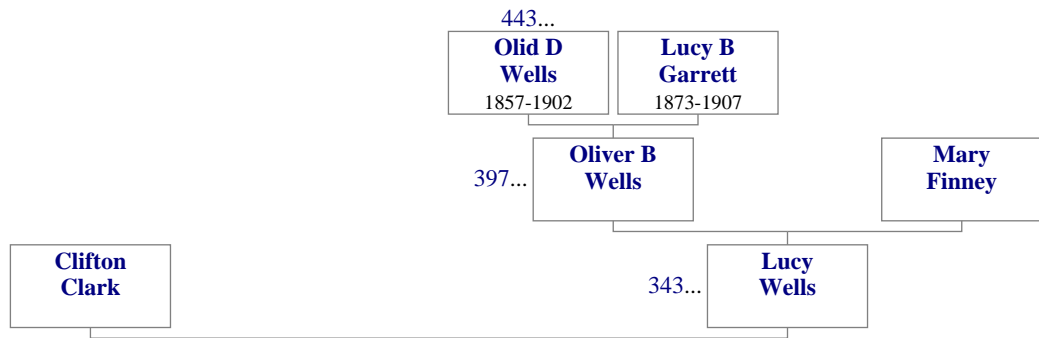 443...
Olid D
Wells
1857-1902
Lucy B
Garrett
1873-1907
397...
Oliver B
Wells
Mary
Finney
Clifton
Clark
343...
Lucy
Wells